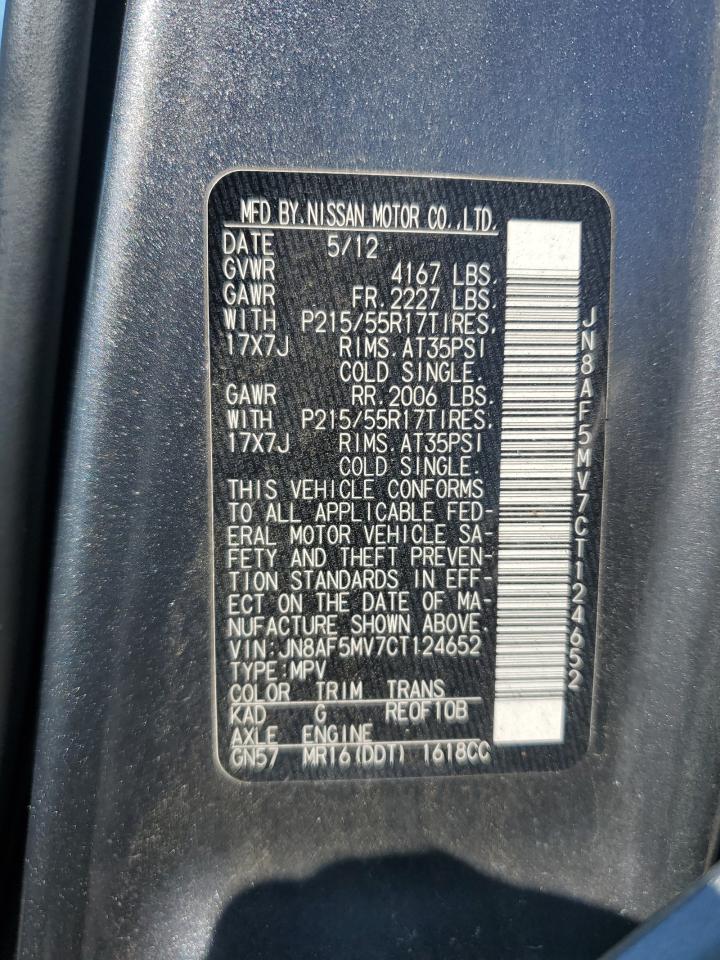 MFD BY.NISSAN MOTOR CO.,LTD.
DATE 5/12
GVWR 4167 LBS.
GAWR FR.2227 LBS.
WITH P215/55R17TIRES.
17X7J RIMS.AT35PSI
COLD SINGLE.
GAWR RR.2006 LBS.
WITH P215/55R17TIRES.
17X7J RIMS.AT35PSI
COLD SINGLE.
THIS VEHICLE CONFORMS
TO ALL APPLICABLE FED-
ERAL MOTOR VEHICLE SA-
FETY AND THEFT PREVEN-
TION STANDARDS IN EFF-
ECT ON THE DATE OF MA-
NUFACTURE SHOWN ABOVE.
VIN:JN8AF5MV7CT124652
TYPE:MPV
COLOR TRIM TRANS
KAD G RE0F10B
AXLE ENGINE
GN57 MR16(DDT) 1618CC
JN8AF5MV7CT124652